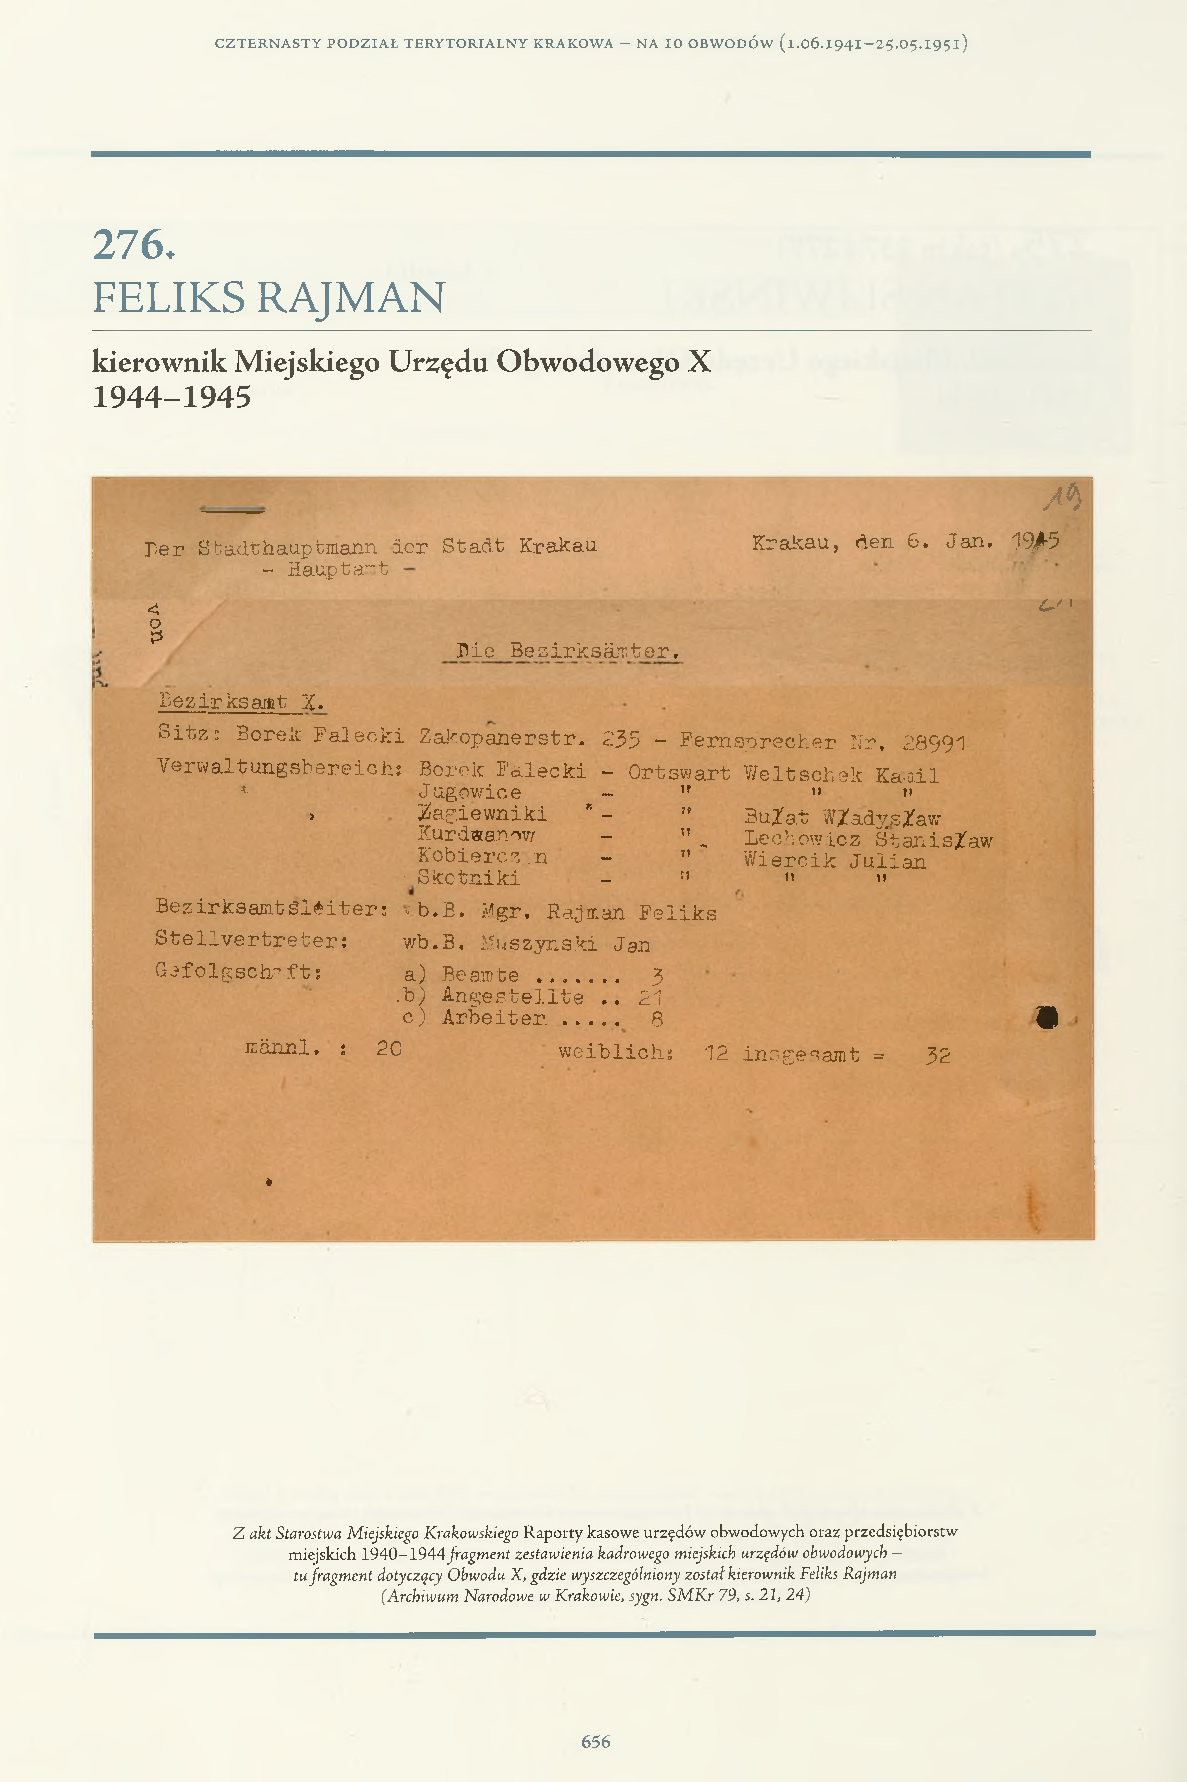 CZTERNASTY PODZIAŁ TERYTORIALNY KRAKOWA – NA 10 OBWODÓW (1.06.1941–25.05.1951)
276.
FELIKS RAJMAN
kierownik Miejskiego Urzędu Obwodowego X
1944–1945
19
Der Stadthauptmann der Stadt Krakau Krakau, den 6. Jan. 1945
- Hauptamt -
von
Die Bezirksämter.
Bezirksamt X.
Sitz: Borek Falecki Zakopanerstr. 235 - Fernsprecher Nr. 28991
Verwaltungsbereich: Borek Falecki - Ortswart Weltschek Kamil
Jugowice - " " "
Łagiewniki - " Bułat Władysław
Kurdwanow - " Lechowicz Stanisław
Kobierczyn - " Wiercik Julian
Skotniki - " " "
Bezirksamtsleiter: b.B. Mgr. Rajman Feliks
Stellvertreter: wb.B. Muszynski Jan
Gefolgschaft: a) Beamte ....... 3
b) Angestellte .. 21
c) Arbeiter ..... 8
männl. : 20 weiblich: 12 insgesamt = 32
Z akt Starostwa Miejskiego Krakowskiego Raporty kasowe urzędów obwodowych oraz przedsiębiorstw
miejskich 1940–1944 fragment zestawienia kadrowego miejskich urzędów obwodowych –
tu fragment dotyczący Obwodu X, gdzie wyszczególniony został kierownik Feliks Rajman
(Archiwum Narodowe w Krakowie, sygn. SMKr 79, s. 21, 24)
656